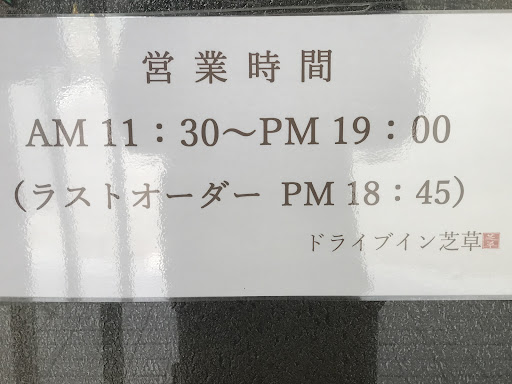 営業時間
AM 11：30～PM 19：00
（ラストオーダー PM 18：45）
ドライブイン芝草